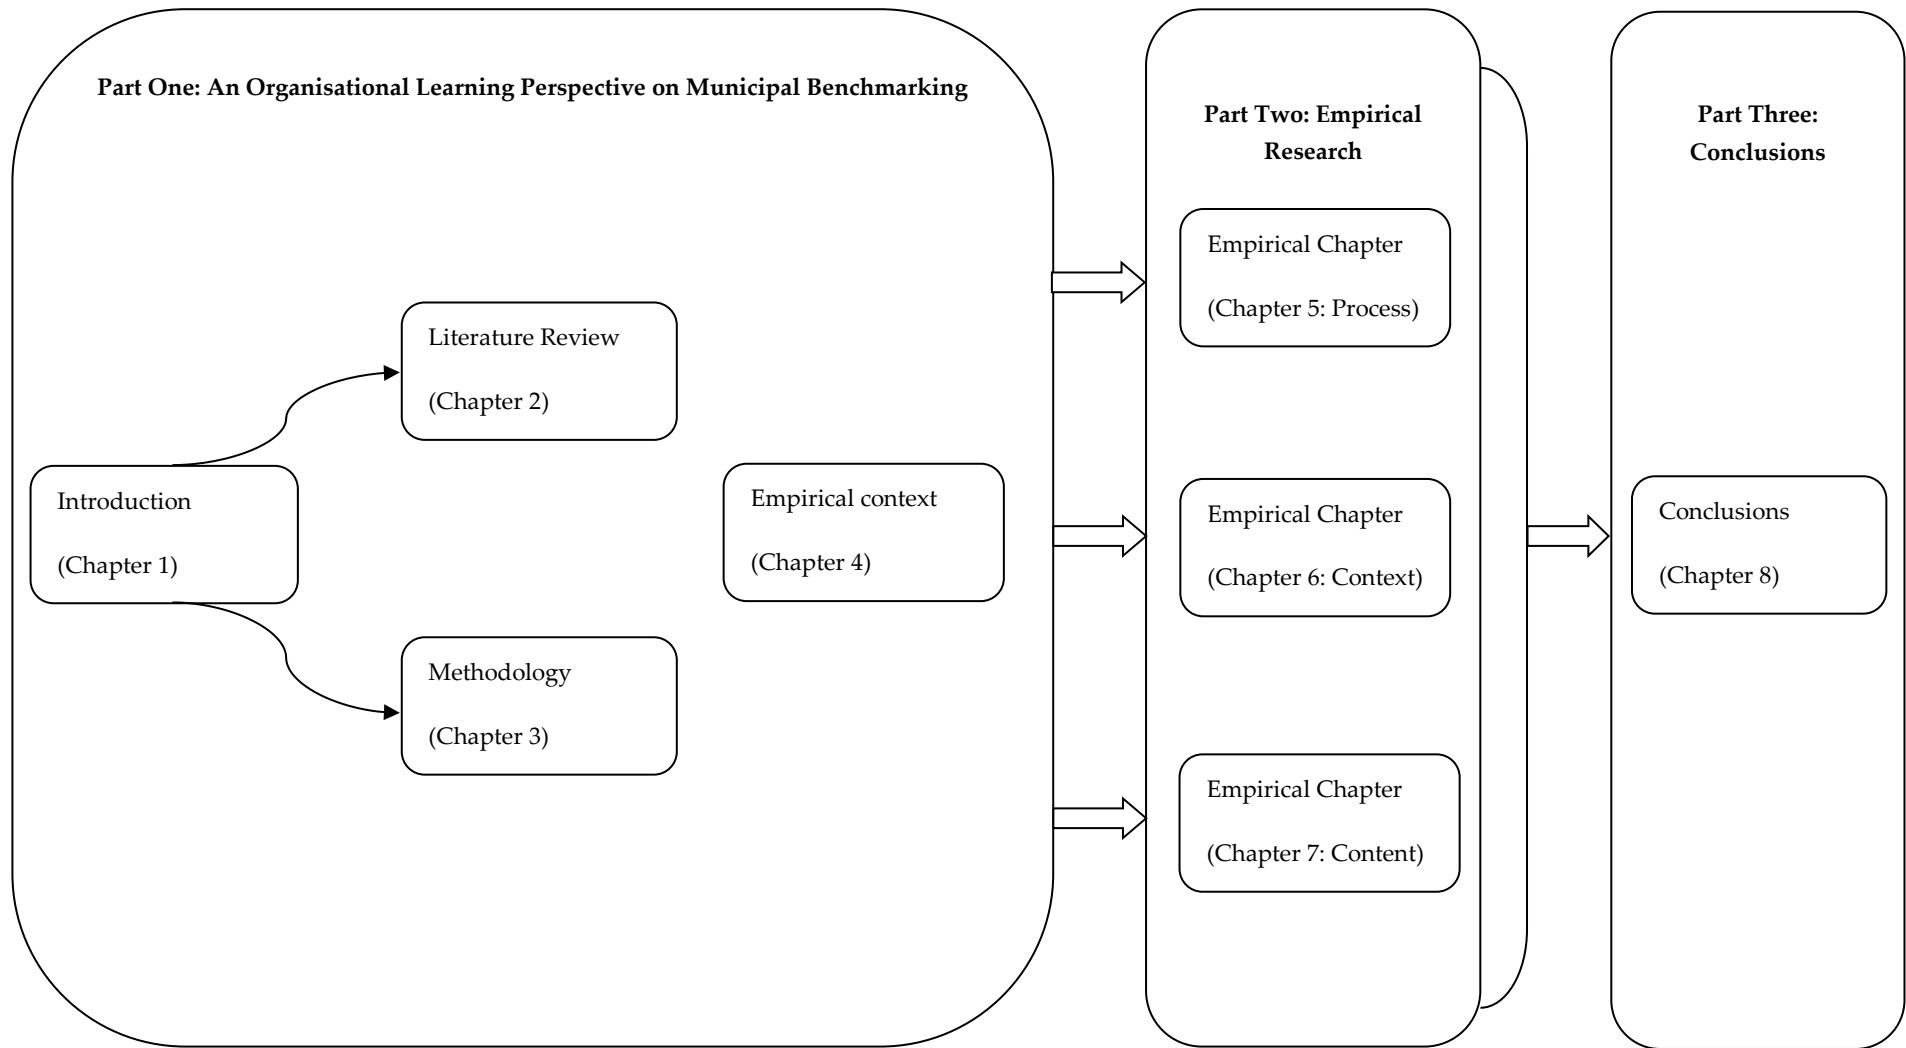 Part One: An Organisational Learning Perspective on Municipal Benchmarking
Introduction
(Chapter 1)
Literature Review
(Chapter 2)
Methodology
(Chapter 3)
Empirical context
(Chapter 4)
Part Two: Empirical
Research
Empirical Chapter
(Chapter 5: Process)
Empirical Chapter
(Chapter 6: Context)
Empirical Chapter
(Chapter 7: Content)
Part Three:
Conclusions
Conclusions
(Chapter 8)